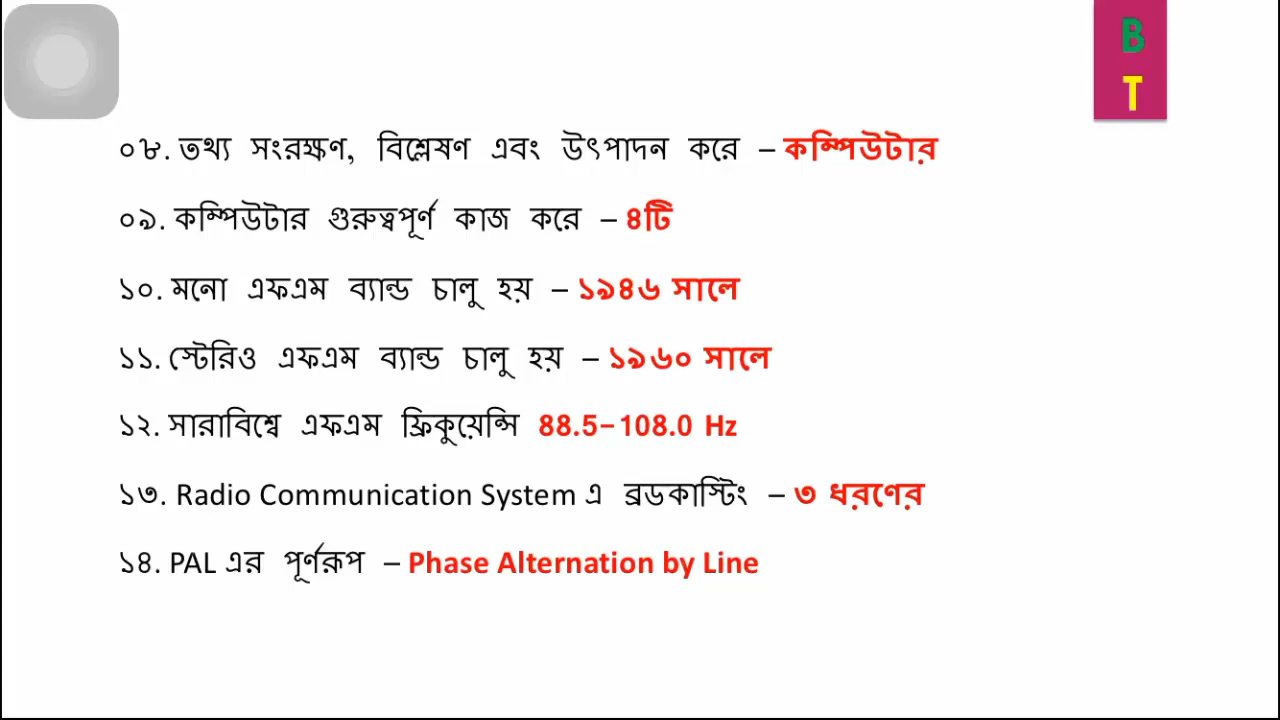 B
T
০৮. তথ্য সংরক্ষণ, বিশ্লেষণ এবং উৎপাদন করে – কম্পিউটার
০৯. কম্পিউটার গুরুত্বপূর্ণ কাজ করে – ৪টি
১০. মনো এফএম ব্যান্ড চালু হয় – ১৯৪৬ সালে
১১. স্টেরিও এফএম ব্যান্ড চালু হয় – ১৯৬০ সালে
১২. সারাবিশ্বে এফএম ফ্রিকুয়েন্সি 88.5-108.0 Hz
১৩. Radio Communication System এ ব্রডকাস্টিং – ৩ ধরণের
১৪. PAL এর পূর্ণরূপ – Phase Alternation by Line